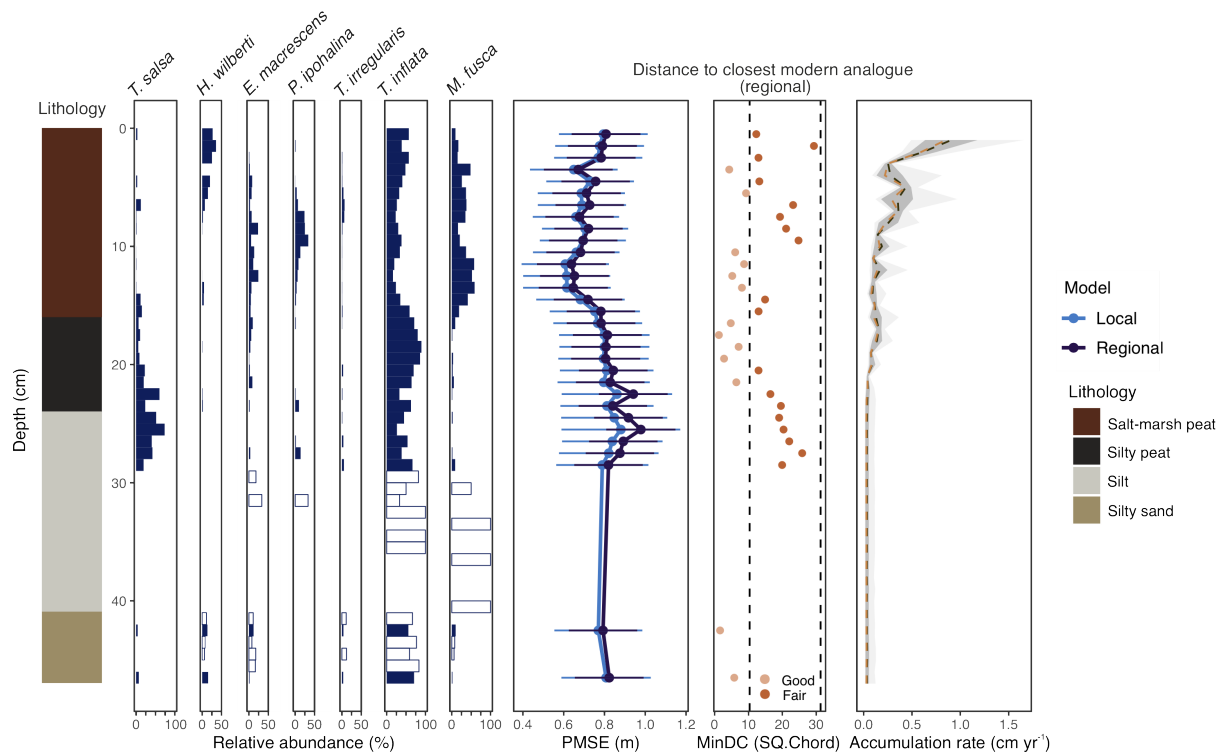 T. salsa
H. wilberti
E. macrescens
P. ipohalina
T. irregularis
T. inflata
M. fusca
Distance to closest modern analogue
(regional)
Lithology
0
10
20
30
40
Depth (cm)
Good
Fair
0 100 0 50 0 50 0 50 0 50 0 100 0 100 0.4 0.6 0.8 1.0 1.2 0 10 20 30 0.0 0.5 1.0 1.5
Relative abundance (%) PMSE (m) MinDC (SQ.Chord) Accumulation rate (cm yr⁻¹)
Model
Local
Regional
Lithology
Salt-marsh peat
Silty peat
Silt
Silty sand